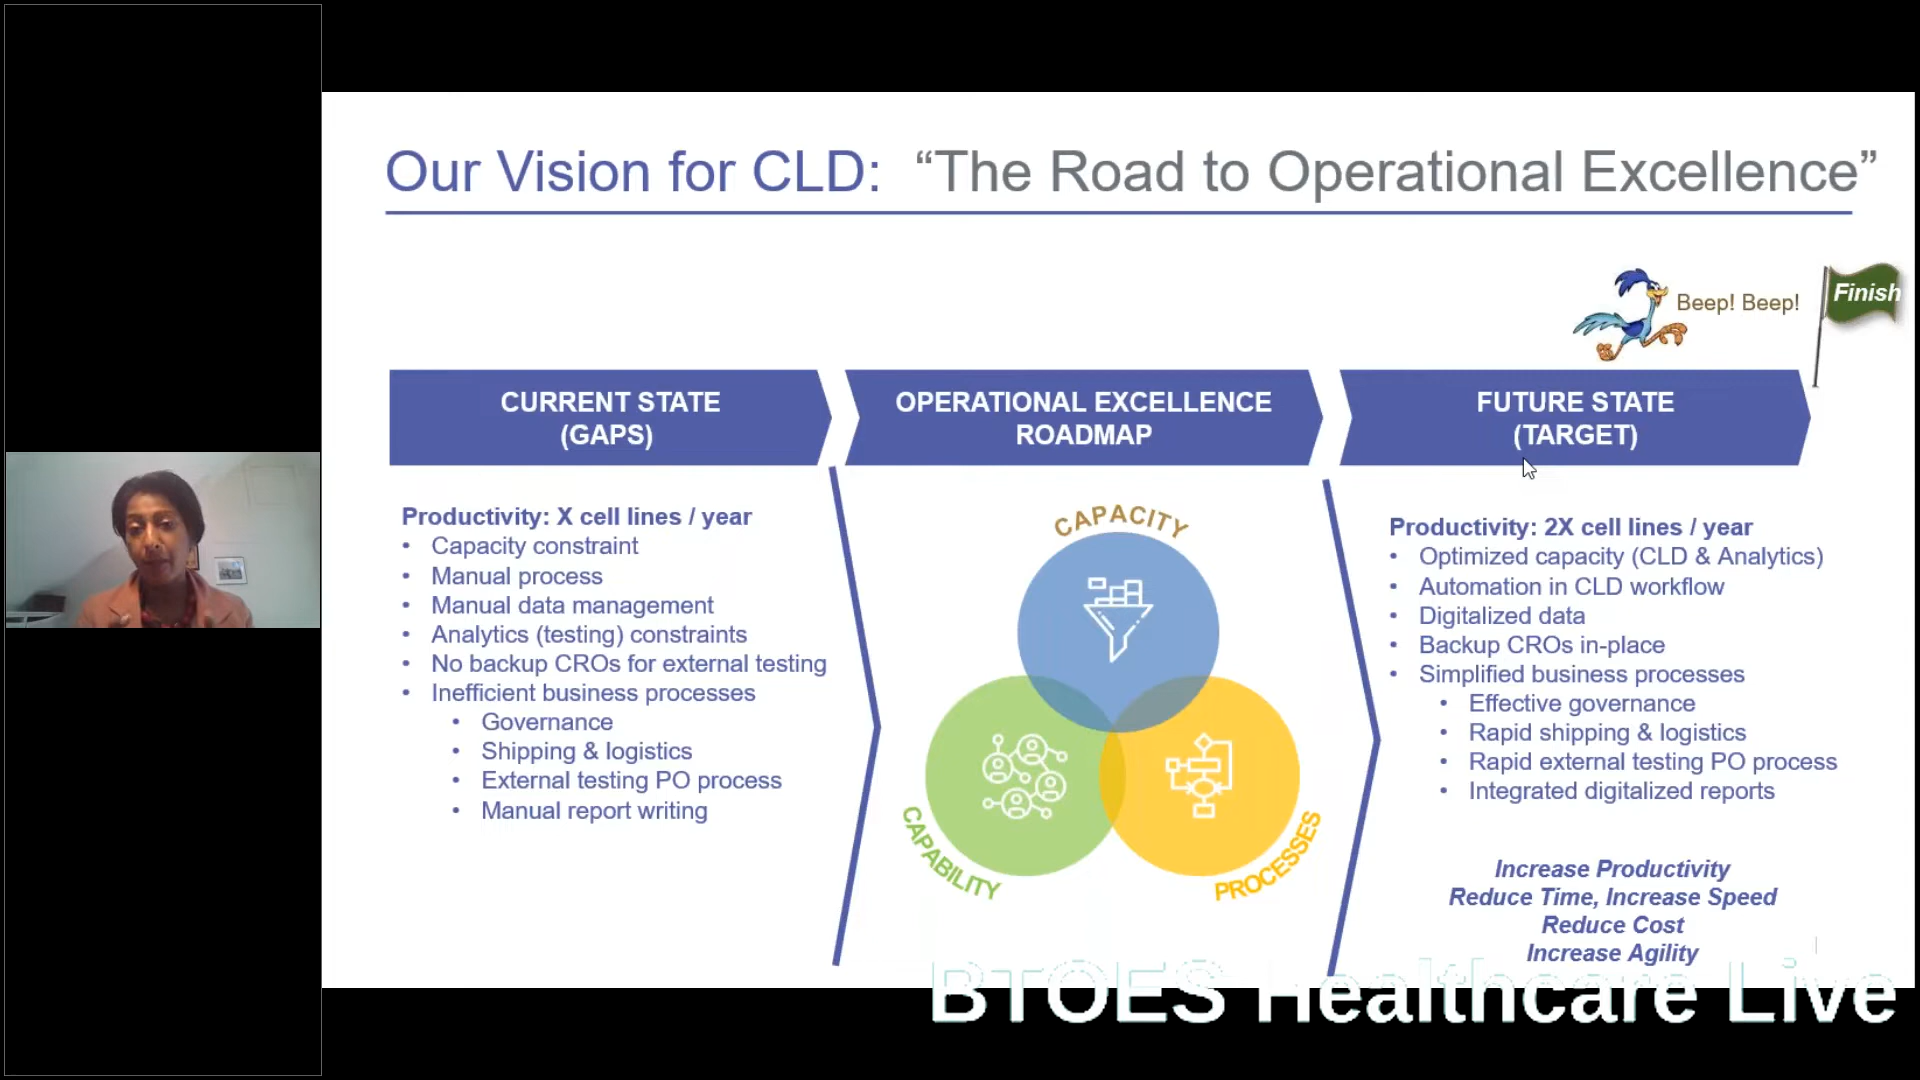 Our Vision for CLD: “The Road to Operational Excellence”
Beep! Beep!
Finish
CURRENT STATE
(GAPS)
OPERATIONAL EXCELLENCE
ROADMAP
FUTURE STATE
(TARGET)
Productivity: X cell lines / year
• Capacity constraint
• Manual process
• Manual data management
• Analytics (testing) constraints
• No backup CROs for external testing
• Inefficient business processes
• Governance
• Shipping & logistics
• External testing PO process
• Manual report writing
CAPACITY
CAPABILITY
PROCESSES
Productivity: 2X cell lines / year
• Optimized capacity (CLD & Analytics)
• Automation in CLD workflow
• Digitalized data
• Backup CROs in-place
• Simplified business processes
• Effective governance
• Rapid shipping & logistics
• Rapid external testing PO process
• Integrated digitalized reports
Increase Productivity
Reduce Time, Increase Speed
Reduce Cost
Increase Agility
BTOES Healthcare Live